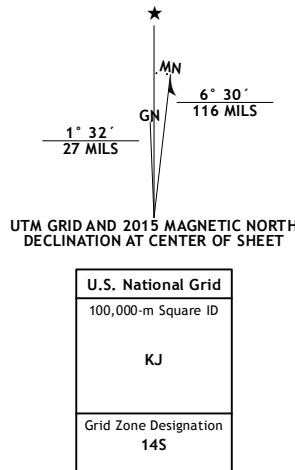 MN
GN
6° 30´
116 MILS
1° 32´
27 MILS
UTM GRID AND 2015 MAGNETIC NORTH
DECLINATION AT CENTER OF SHEET
U.S. National Grid
100,000-m Square ID
KJ
Grid Zone Designation
14S